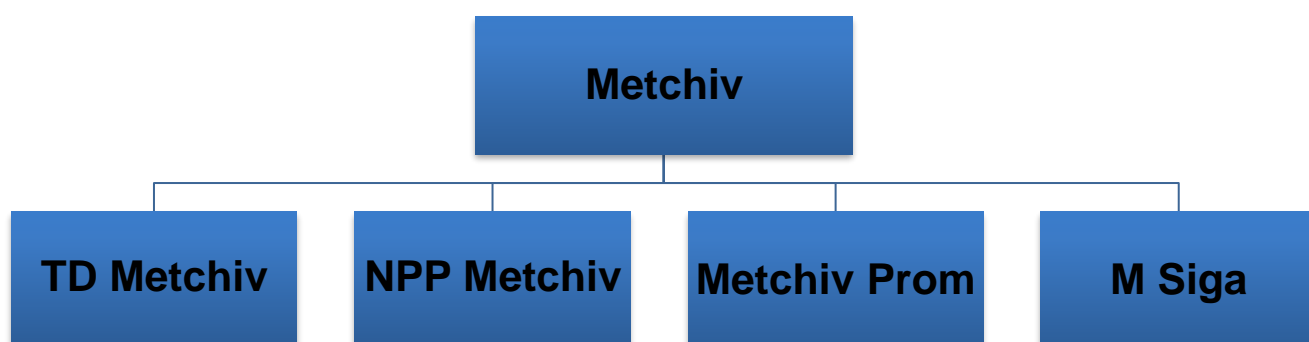 Metchiv
TD Metchiv
NPP Metchiv
Metchiv Prom
M Siga